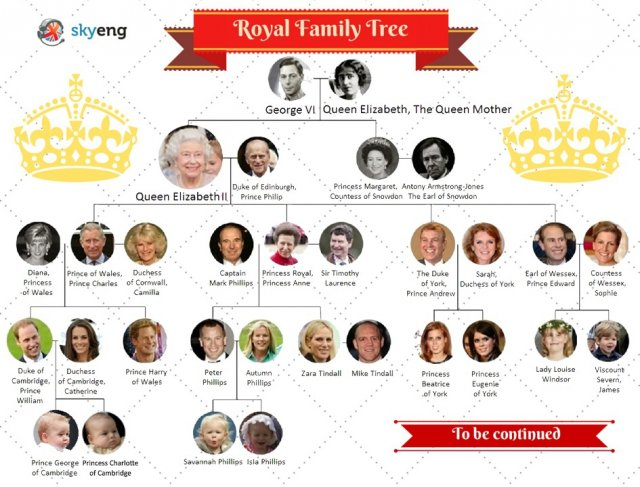 skyeng
Royal Family Tree
George VI
Queen Elizabeth, The Queen Mother
Queen Elizabeth II
Duke of Edinburgh,
Prince Philip
Princess Margaret,
Countess of Snowdon
Antony Armstrong-Jones
The Earl of Snowdon
Diana,
Princess
of Wales
Prince of Wales,
Prince Charles
Duchess
of Cornwall,
Camilla
Captain
Mark Phillips
Princess Royal,
Princess Anne
Sir Timothy
Laurence
The Duke
of York,
Prince Andrew
Sarah,
Duchess of York
Earl of Wessex,
Prince Edward
Countess
of Wessex,
Sophie
Duke of
Cambridge,
Prince
William
Duchess
of Cambridge,
Catherine
Prince Harry
of Wales
Peter
Phillips
Autumn
Phillips
Zara Tindall
Mike Tindall
Princess
Beatrice
of York
Princess
Eugenie
of York
Lady Louise
Windsor
Viscount
Severn,
James
Prince George
of Cambridge
Princess Charlotte
of Cambridge
Savannah Phillips
Isla Phillips
To be continued